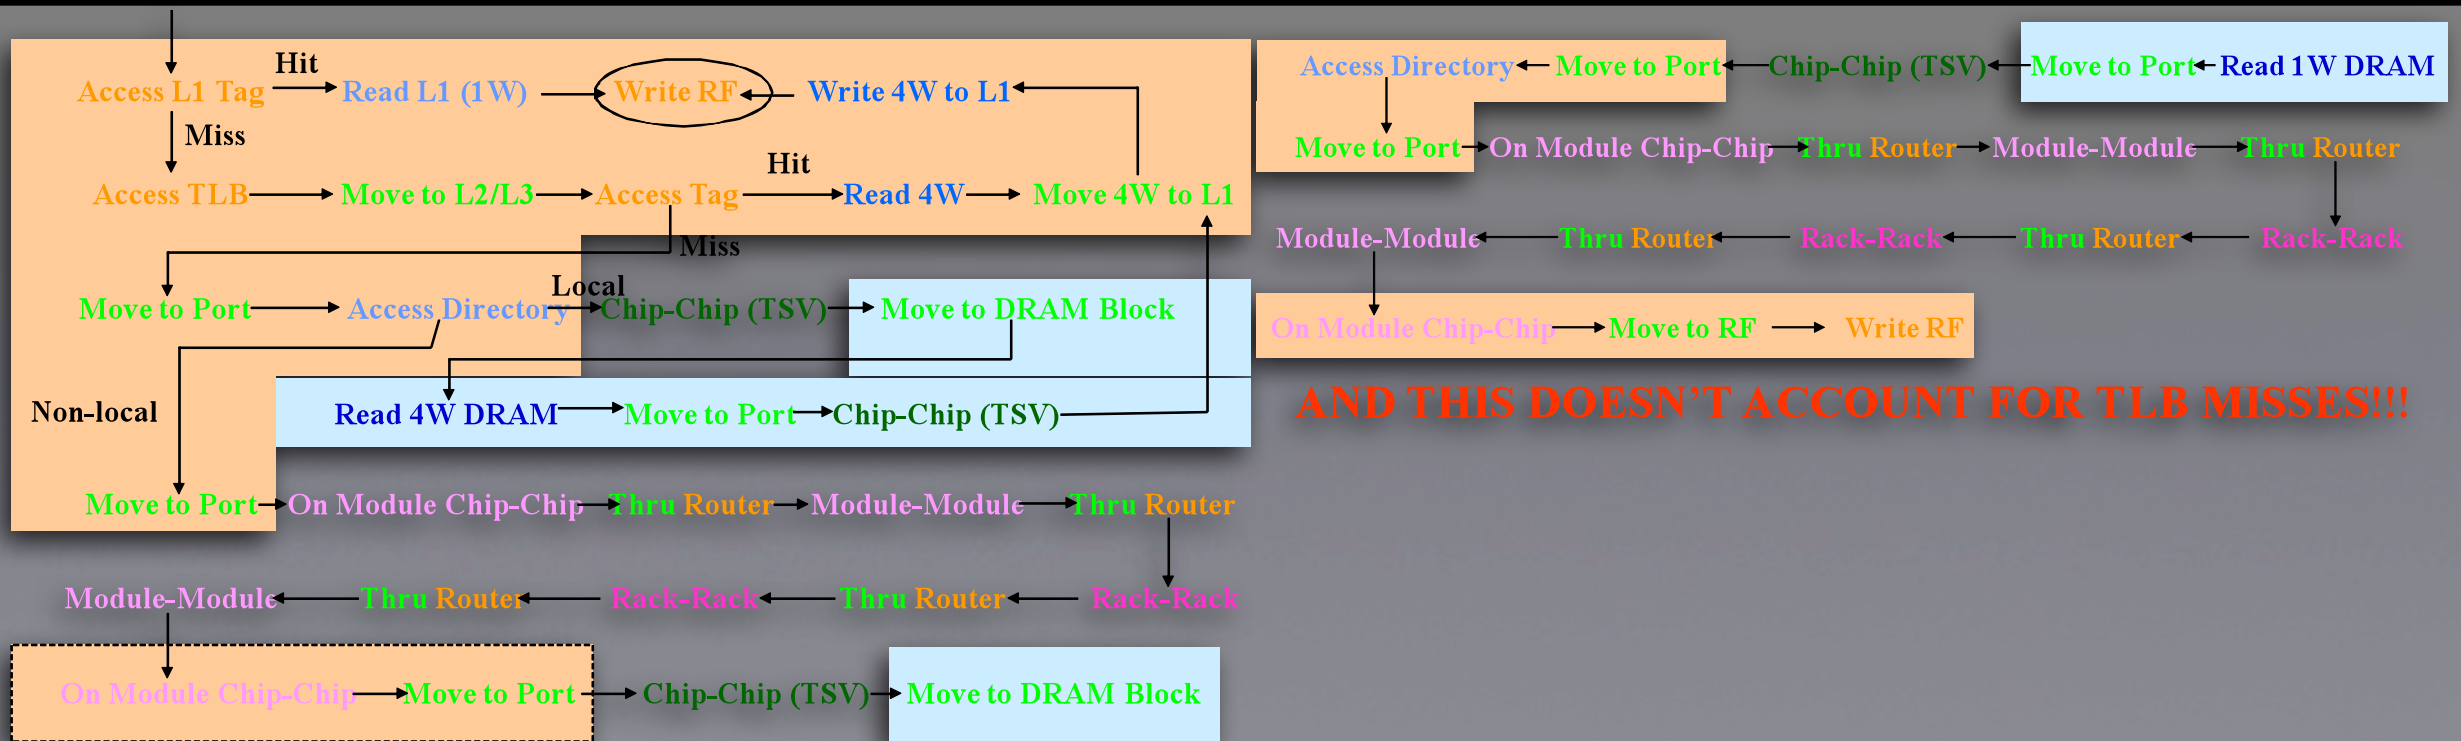 Hit
Access L1 Tag Read L1 (1W) Write RF Write 4W to L1
Miss
Hit
Access TLB Move to L2/L3 Access Tag Read 4W Move 4W to L1
Miss
Local
Move to Port Access Directory Chip-Chip (TSV) Move to DRAM Block
Non-local Read 4W DRAM Move to Port Chip-Chip (TSV)
Move to Port On Module Chip-Chip Thru Router Module-Module Thru Router
Module-Module Thru Router Rack-Rack Thru Router Rack-Rack
On Module Chip-Chip Move to Port Chip-Chip (TSV) Move to DRAM Block
Access Directory Move to Port Chip-Chip (TSV) Move to Port Read 1W DRAM
Move to Port On Module Chip-Chip Thru Router Module-Module Thru Router
Module-Module Thru Router Rack-Rack Thru Router Rack-Rack
On Module Chip-Chip Move to RF Write RF
AND THIS DOESN'T ACCOUNT FOR TLB MISSES!!!